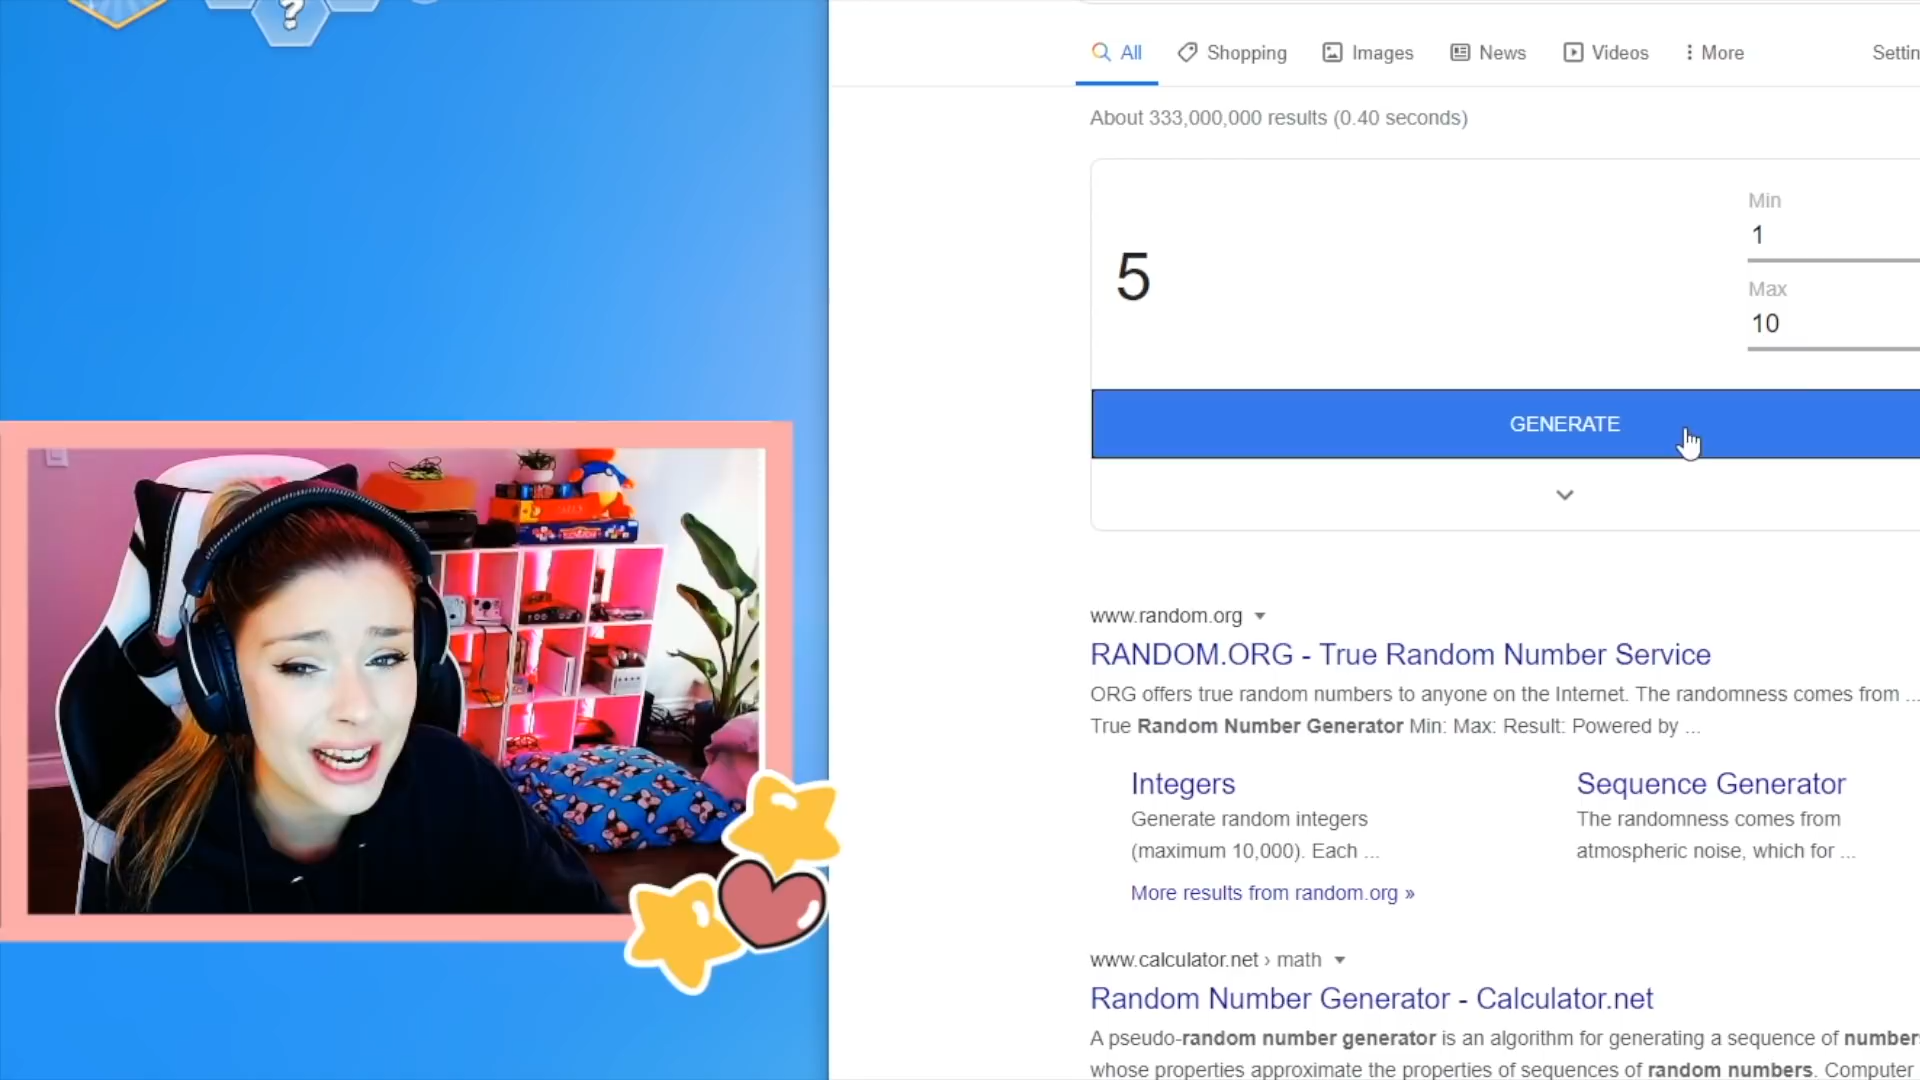 ?
All
Shopping
Images
News
Videos
More
Settin
About 333,000,000 results (0.40 seconds)
Min
1
5
Max
10
GENERATE
www.random.org
RANDOM.ORG - True Random Number Service
ORG offers true random numbers to anyone on the Internet. The randomness comes from ...
True Random Number Generator Min: Max: Result: Powered by ...
Integers
Generate random integers
(maximum 10,000). Each ...
Sequence Generator
The randomness comes from
atmospheric noise, which for ...
More results from random.org »
www.calculator.net › math
Random Number Generator - Calculator.net
A pseudo-random number generator is an algorithm for generating a sequence of numbers
whose properties approximate the properties of sequences of random numbers. Computer